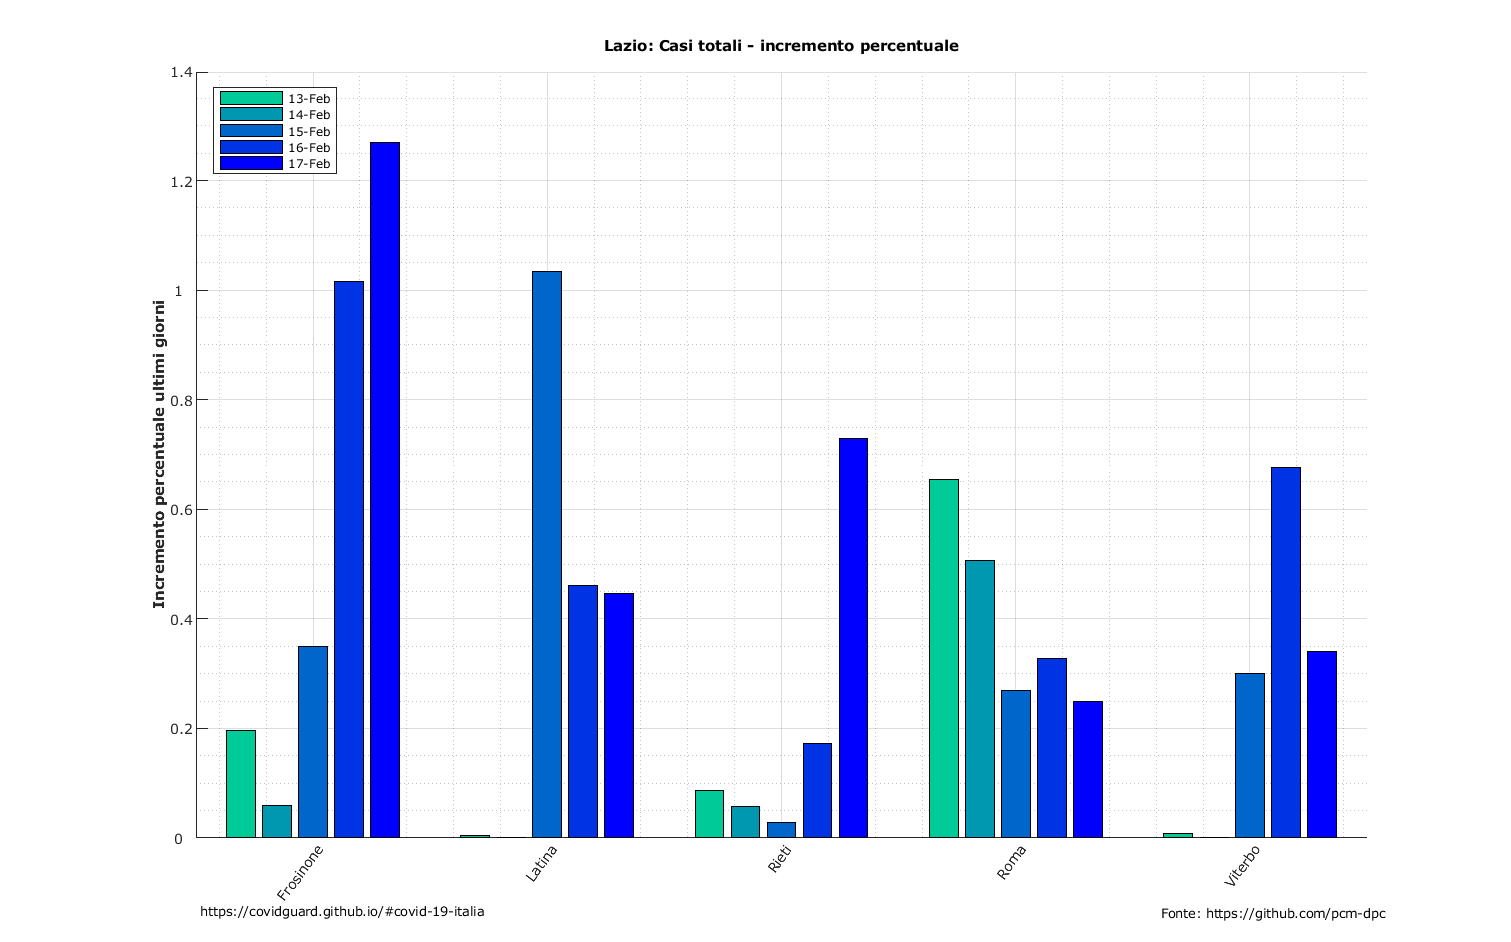 Lazio: Casi totali - incremento percentuale
1.4
1.2
1
0.8
0.6
0.4
0.2
0
Incremento percentuale ultimi giorni
13-Feb
14-Feb
15-Feb
16-Feb
17-Feb
Frosinone
Latina
Rieti
Roma
Viterbo
https://covidguard.github.io/#covid-19-italia
Fonte: https://github.com/pcm-dpc